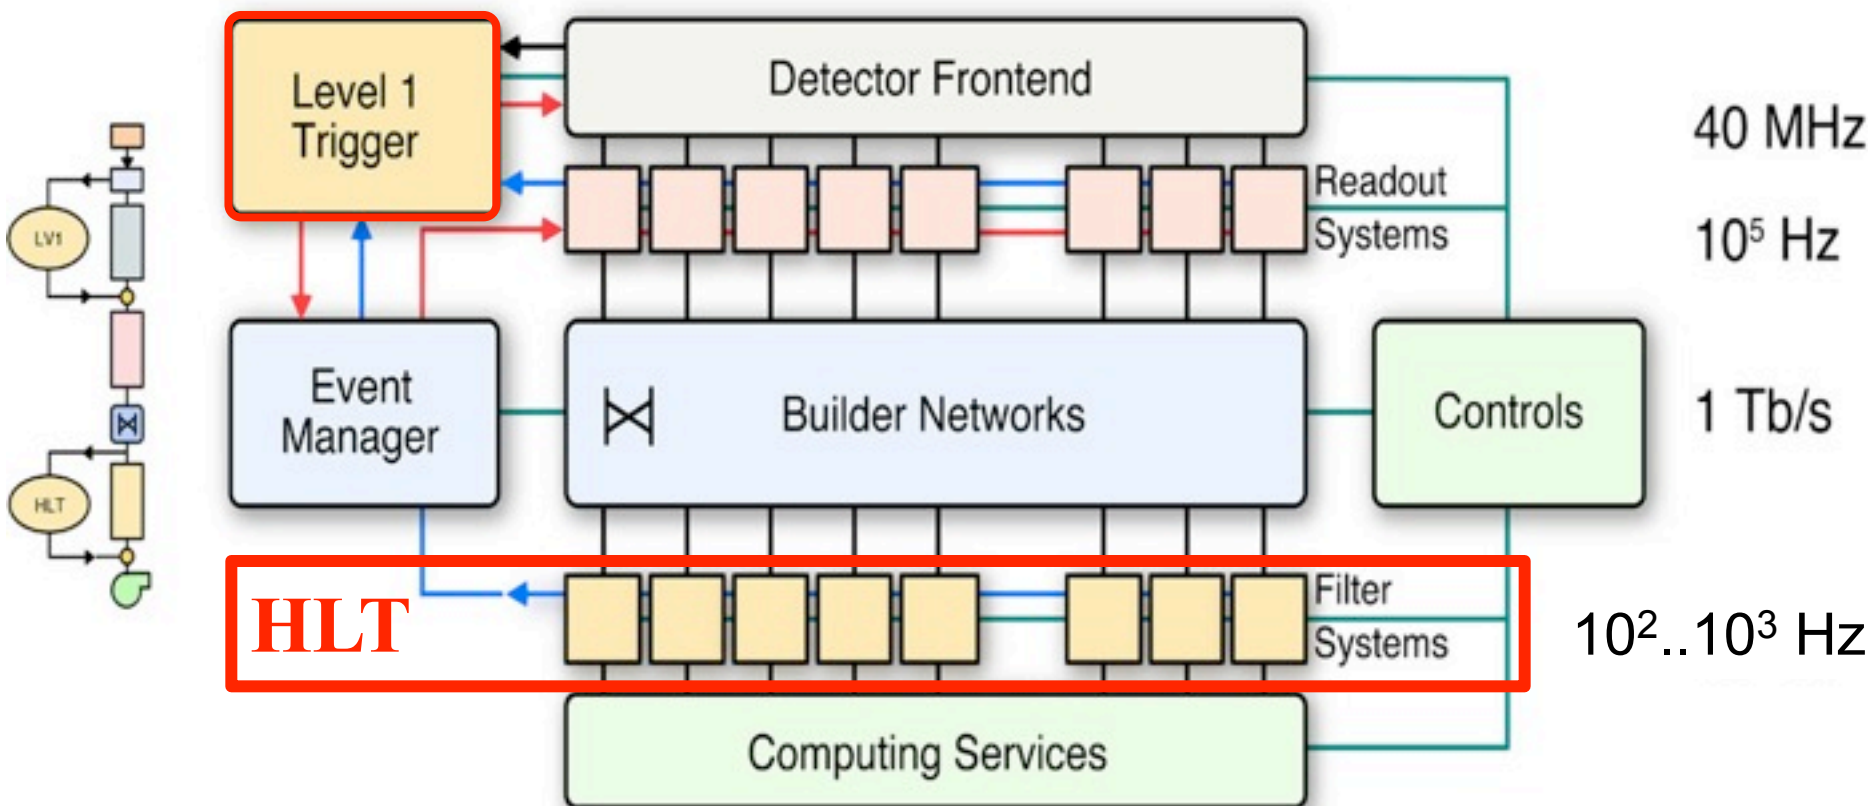 Level 1
Trigger
Detector Frontend
40 MHz
Readout
Systems
10⁵ Hz
LV1
Event
Manager
Builder Networks
Controls
1 Tb/s
HLT
HLT
Filter
Systems
10²..10³ Hz
Computing Services